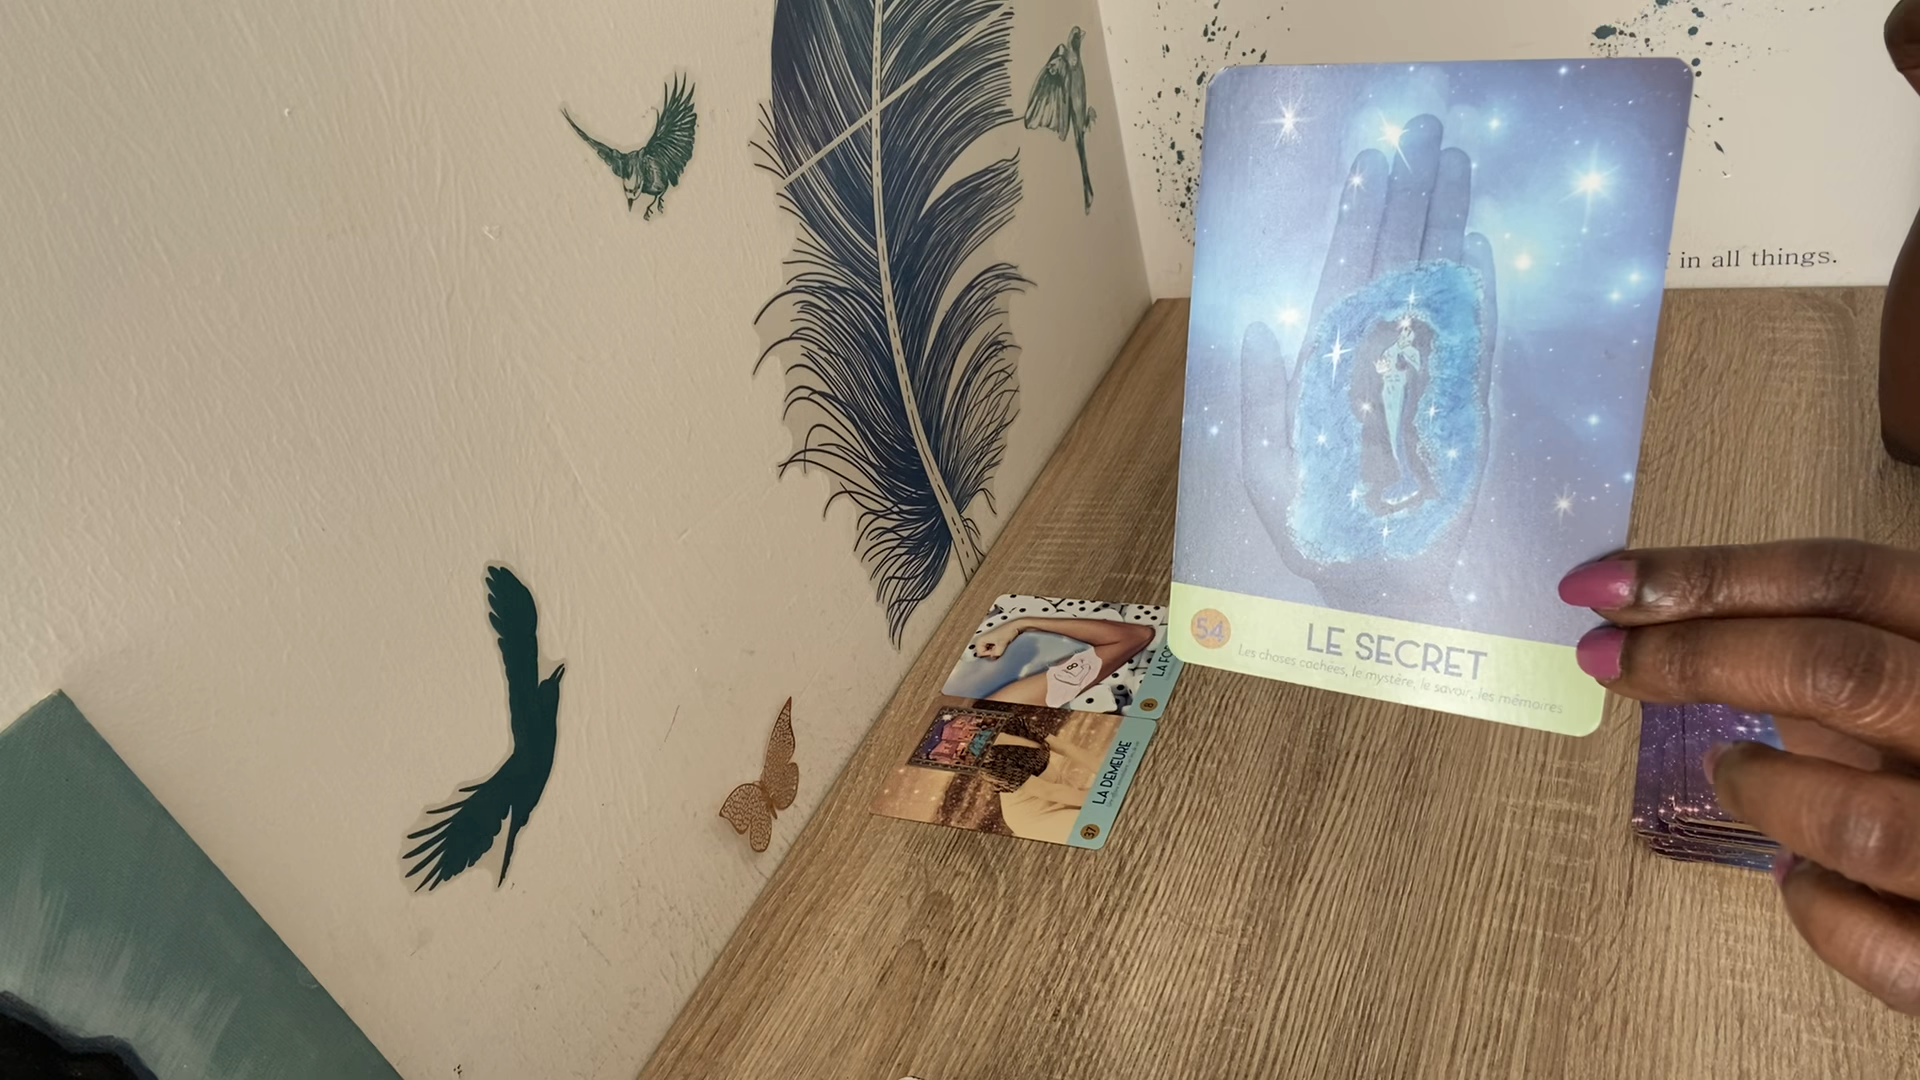 in all things.
54
LE SECRET
Les choses cachées, le mystère, le savoir, les mémoires
8
LA FO
8
LA DEMEURE
37